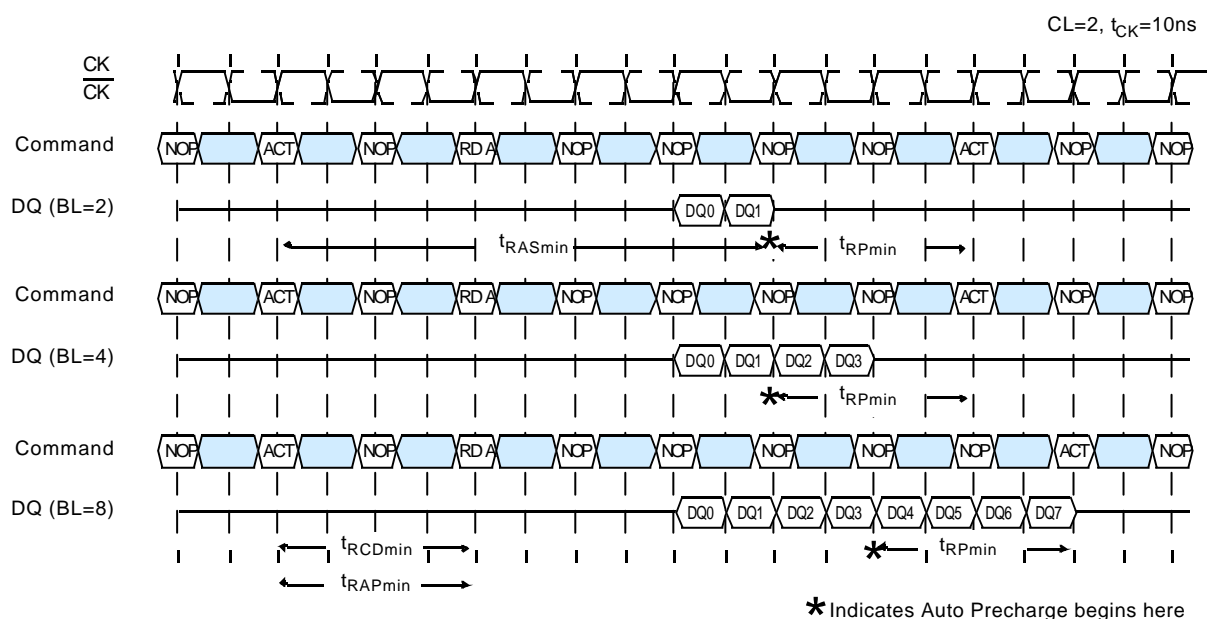 CL=2, tCK=10ns
CK
CK
Command NOP ACT NOP RDA NOP NOP NOP NOP ACT NOP NOP
DQ (BL=2) DQ0 DQ1
tRASmin * tRPmin
Command NOP ACT NOP RDA NOP NOP NOP NOP ACT NOP NOP
DQ (BL=4) DQ0 DQ1 DQ2 DQ3
* tRPmin
Command NOP ACT NOP RDA NOP NOP NOP NOP NOP ACT NOP
DQ (BL=8) DQ0 DQ1 DQ2 DQ3 DQ4 DQ5 DQ6 DQ7
tRCDmin * tRPmin
tRAPmin
* Indicates Auto Precharge begins here